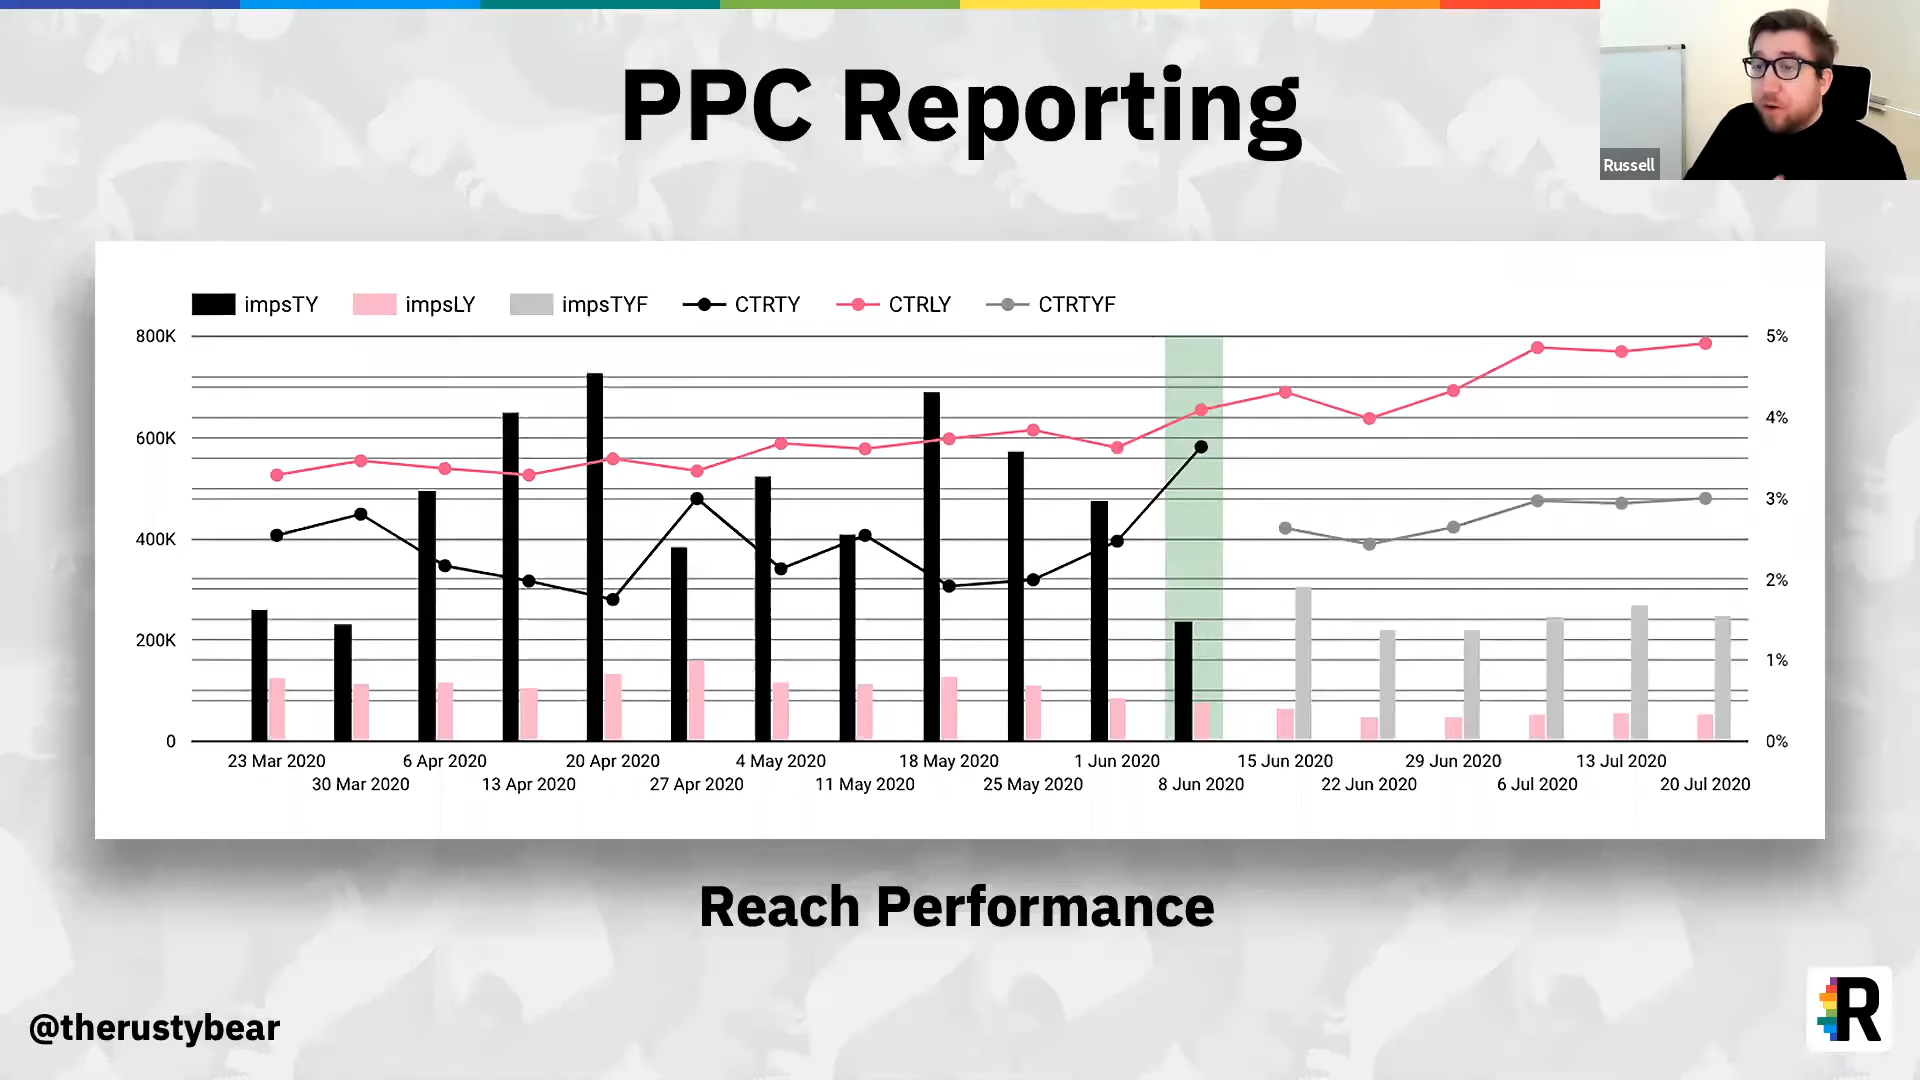 PPC Reporting
Russell
impsTY impsLY impsTYF CTRTY CTRLY CTRTYF
800K 5%
4%
600K
3%
400K
2%
200K
1%
0 0%
23 Mar 2020 6 Apr 2020 20 Apr 2020 4 May 2020 18 May 2020 1 Jun 2020 15 Jun 2020 29 Jun 2020 13 Jul 2020
30 Mar 2020 13 Apr 2020 27 Apr 2020 11 May 2020 25 May 2020 8 Jun 2020 22 Jun 2020 6 Jul 2020 20 Jul 2020
Reach Performance
@therustybear
R